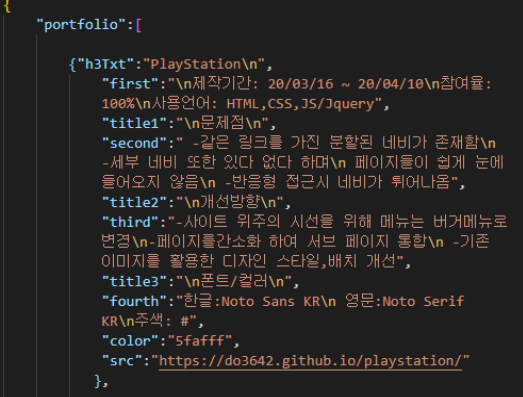 {
"portfolio":[
{"h3Txt":"PlayStation\n",
"first":"\n제작기간: 20/03/16 ~ 20/04/10\n참여율:
100%\n사용언어: HTML,CSS,JS/Jquery",
"title1":"\n문제점\n",
"second":" -같은 링크를 가진 분할된 네비가 존재함\n
-세부 네비 또한 있다 없다 하며\n 페이지들이 쉽게 눈에
들어오지 않음\n -반응형 접근시 네비가 튀어나옴",
"title2":"\n개선방향\n",
"third":"-사이트 위주의 시선을 위해 메뉴는 버거메뉴로
변경\n-페이지를간소화 하여 서브 페이지 통합\n -기존
이미지를 활용한 디자인 스타일,배치 개선",
"title3":"\n폰트/컬러\n",
"fourth":"한글:Noto Sans KR\n 영문:Noto Serif
KR\n주색: #",
"color":"5fafff",
"src":"https://do3642.github.io/playstation/"
},